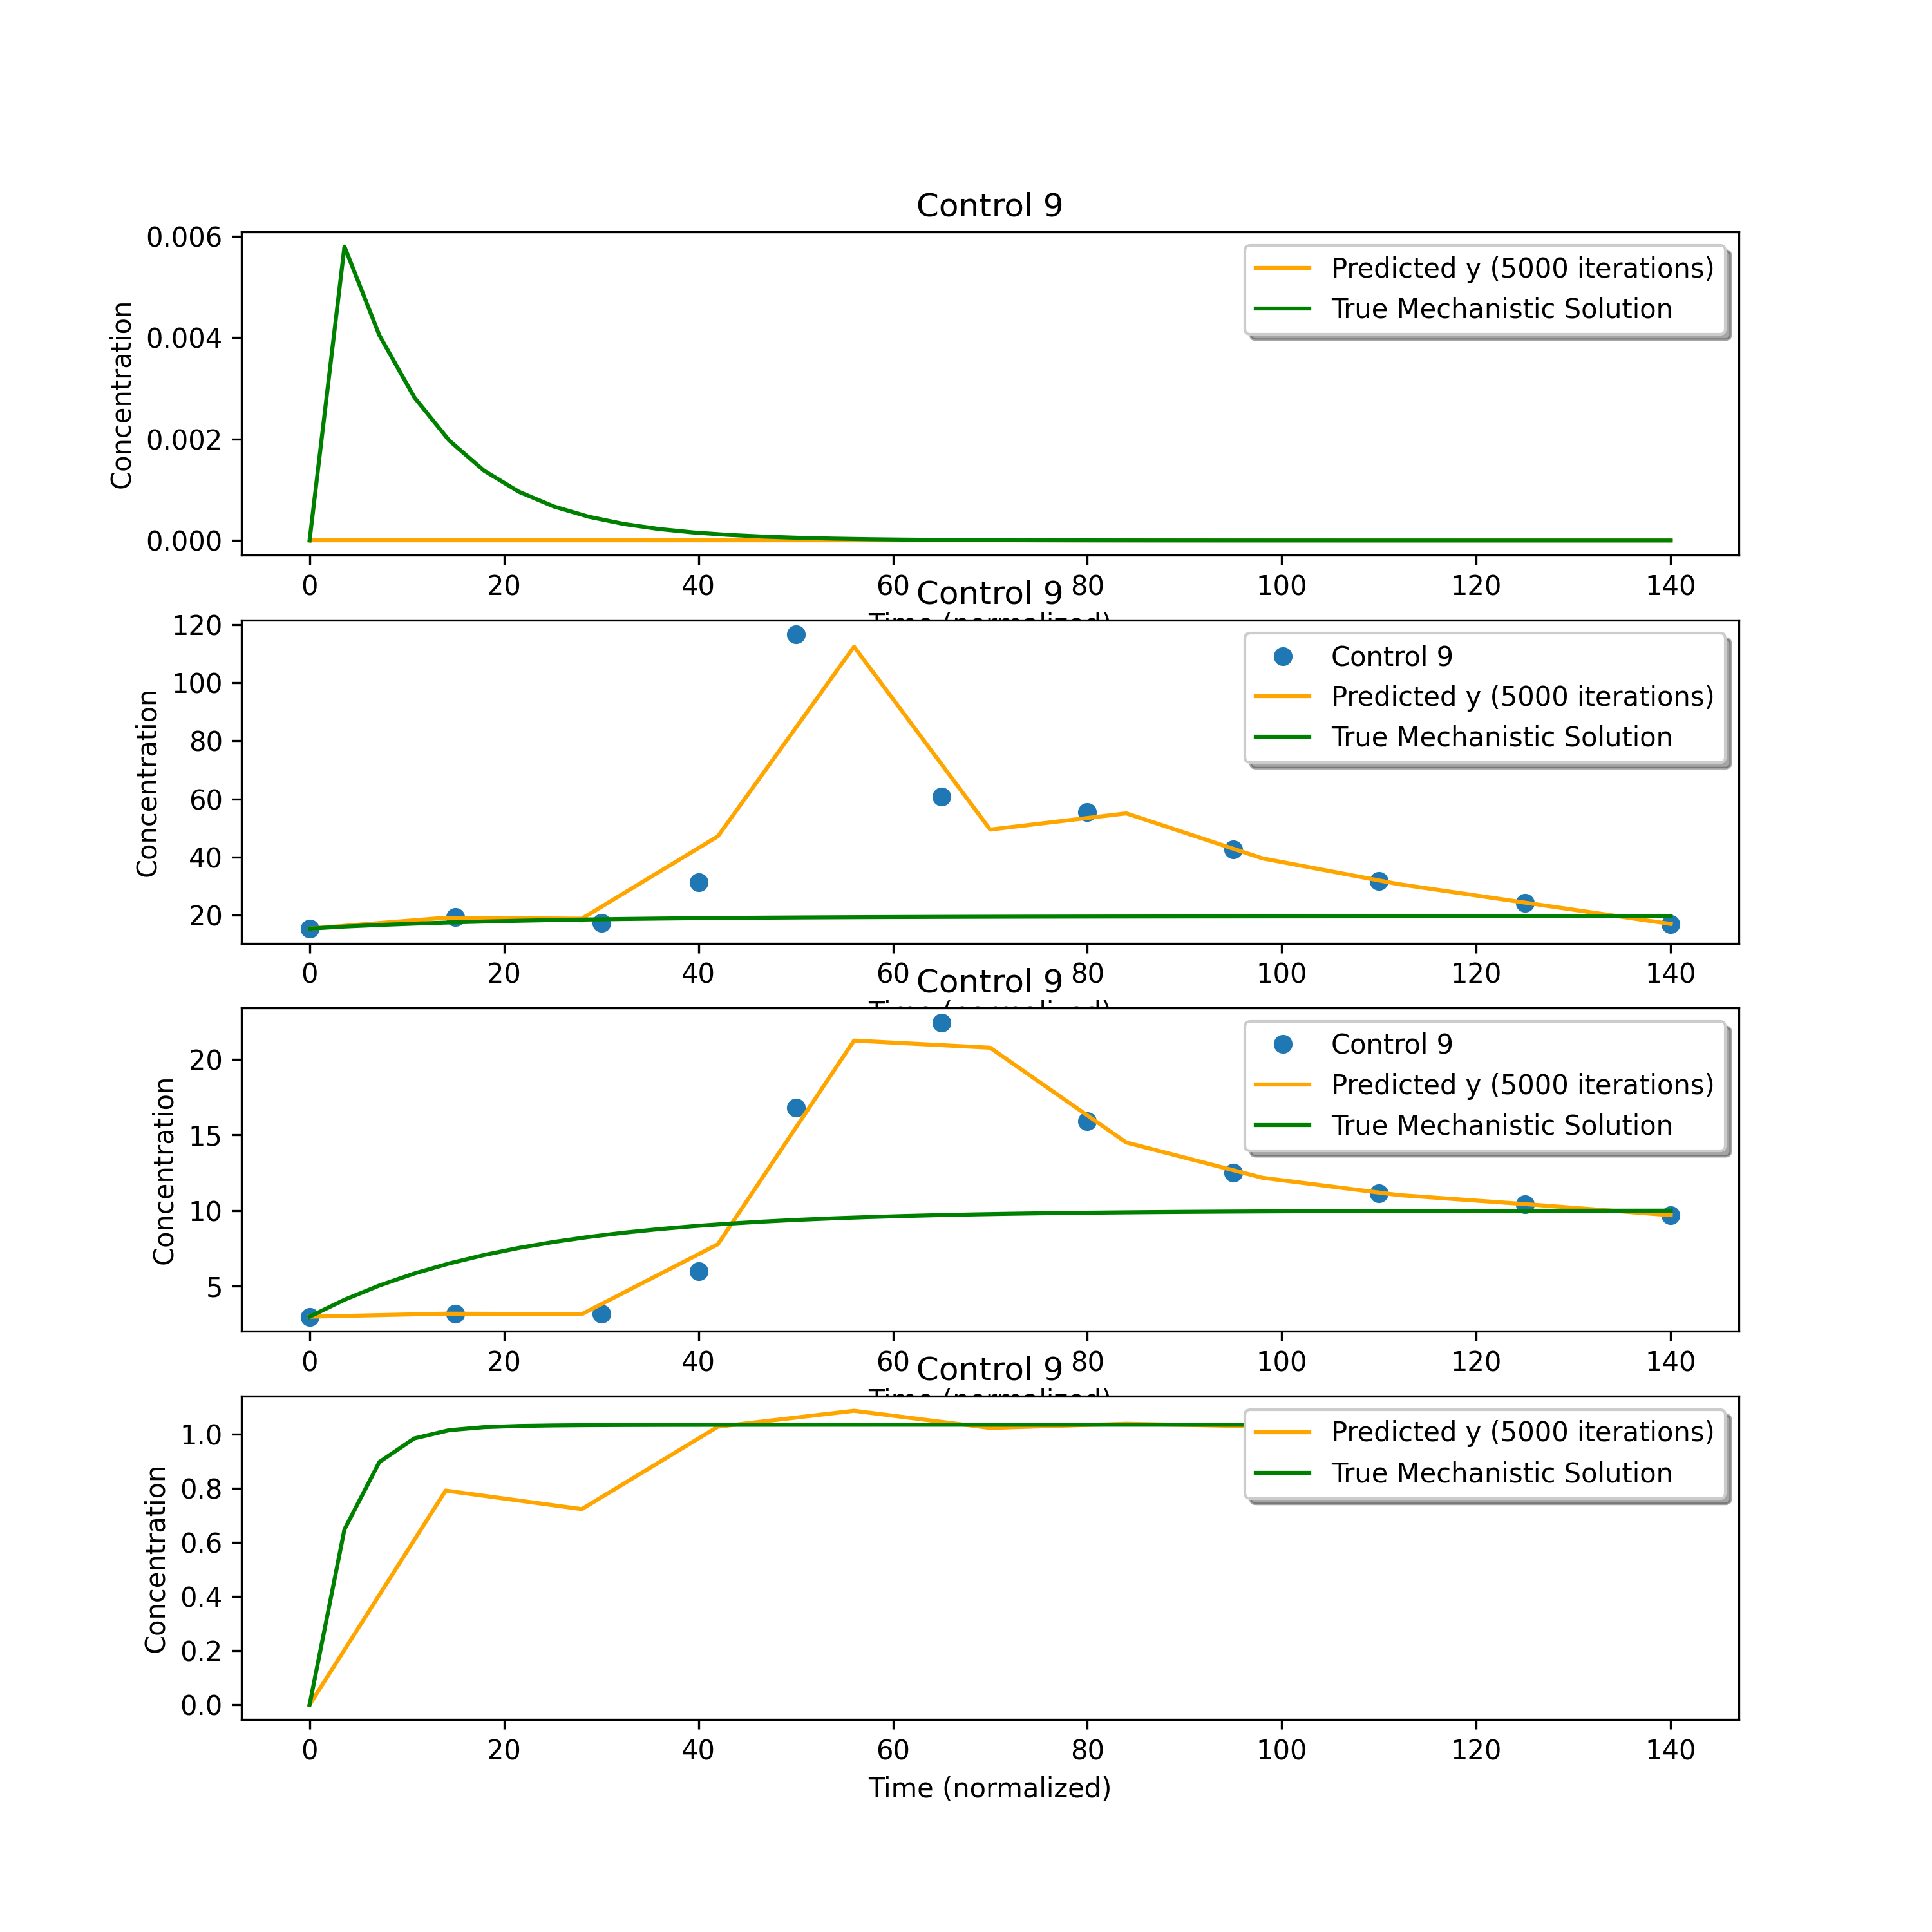 Control 9
0.006
0.004
0.002
0.000
Concentration
Predicted y (5000 iterations)
True Mechanistic Solution
0 20 40 60 80 100 120 140
Control 9
120
100
80
60
40
20
Concentration
Control 9
Predicted y (5000 iterations)
True Mechanistic Solution
0 20 40 60 80 100 120 140
Control 9
20
15
10
5
Concentration
Control 9
Predicted y (5000 iterations)
True Mechanistic Solution
0 20 40 60 80 100 120 140
Control 9
1.0
0.8
0.6
0.4
0.2
0.0
Concentration
Predicted y (5000 iterations)
True Mechanistic Solution
0 20 40 60 80 100 120 140
Time (normalized)